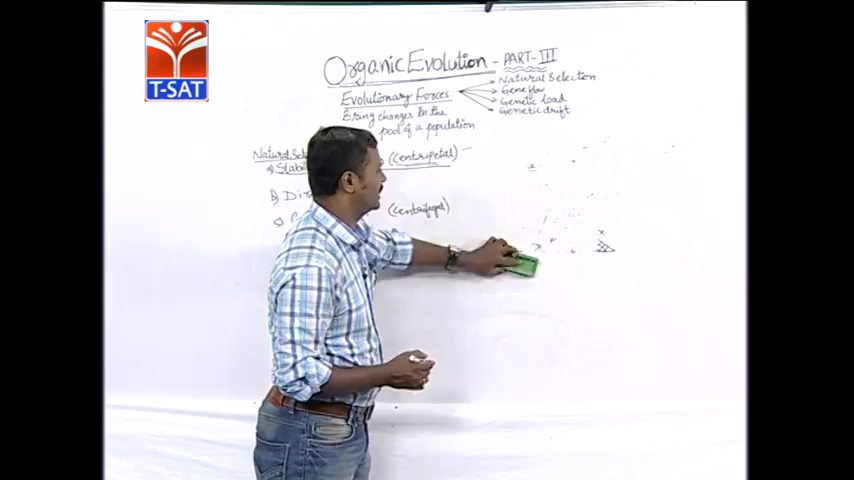 T-SAT
Organic Evolution - PART-III
Evolutionary Forces
Natural Selection
Gene flow
Genetic load
Genetic drift
Bring changes in the
pool of a population
Natural (centripetal)
a)
b)
c) (centrifugal)
x
P